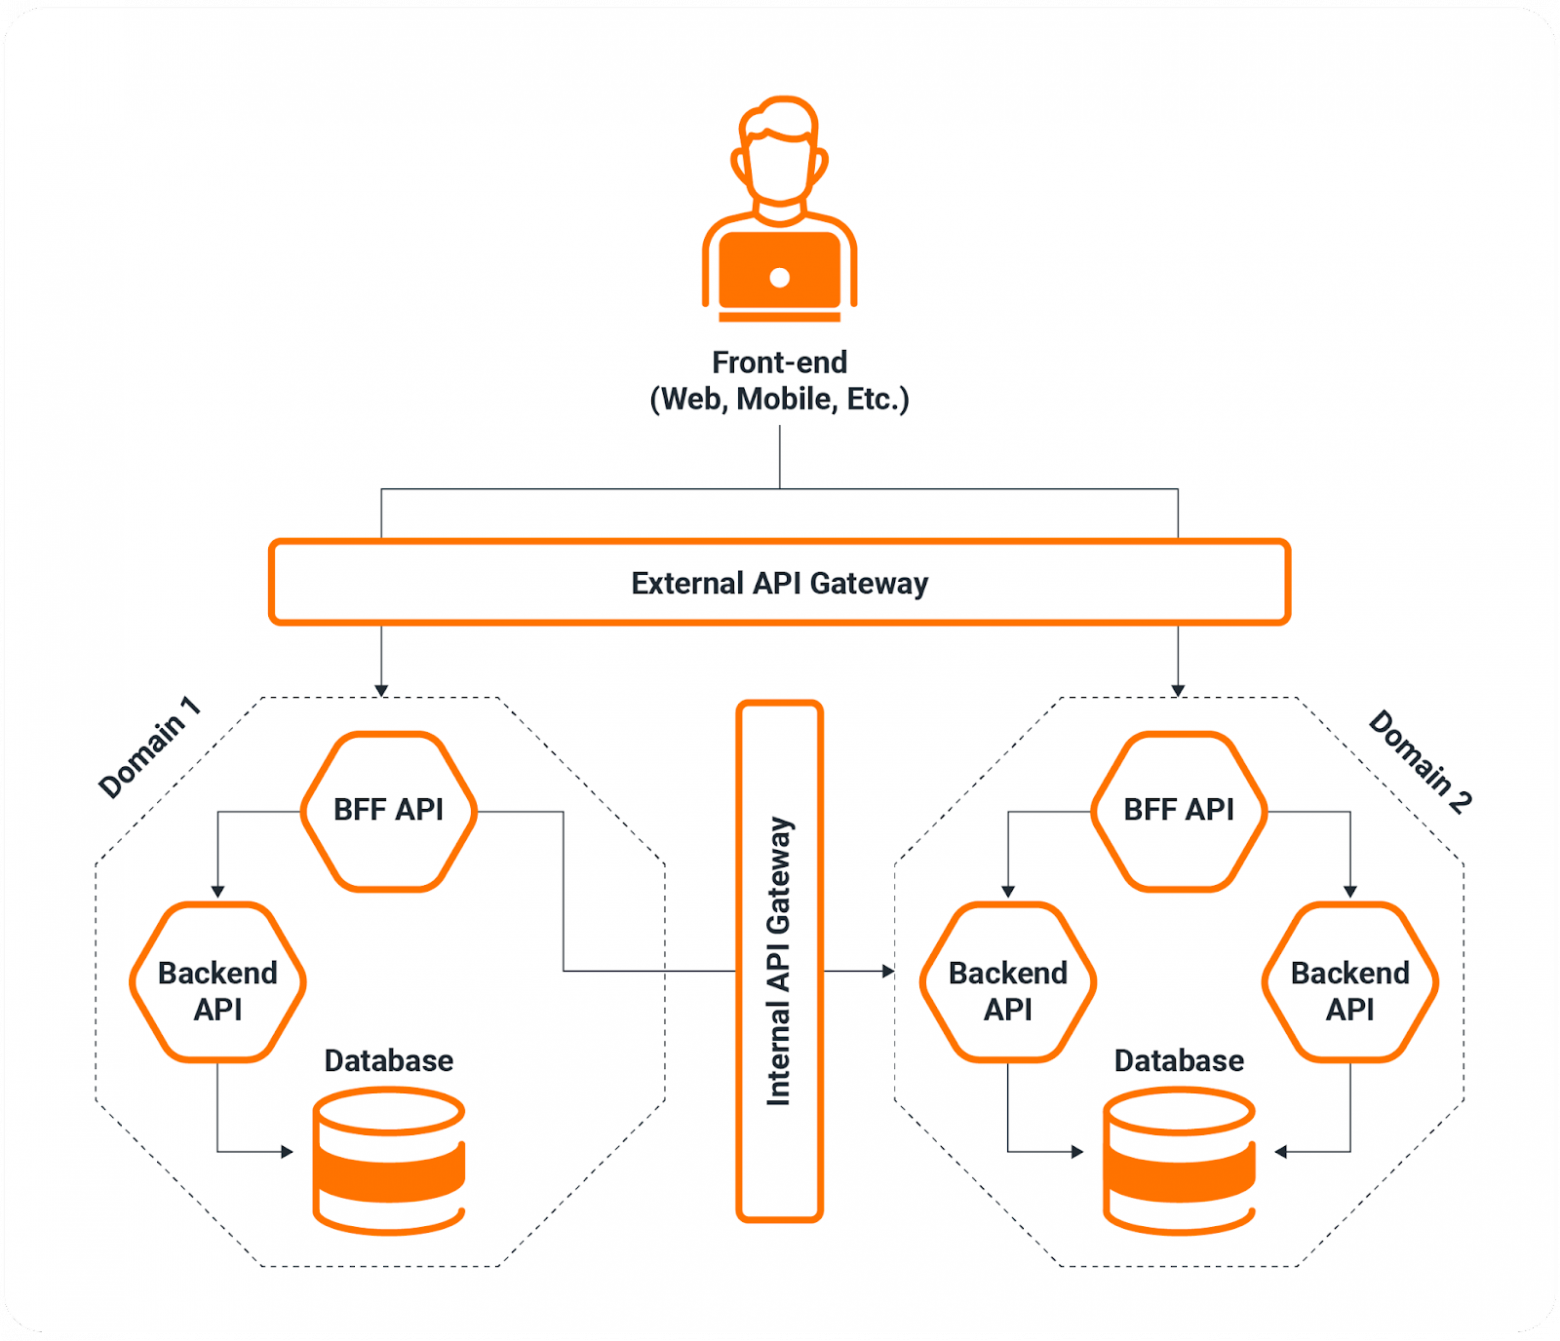 Front-end
(Web, Mobile, Etc.)
External API Gateway
Domain 1
BFF API
Backend
API
Database
Internal API Gateway
Domain 2
BFF API
Backend
API
Backend
API
Database